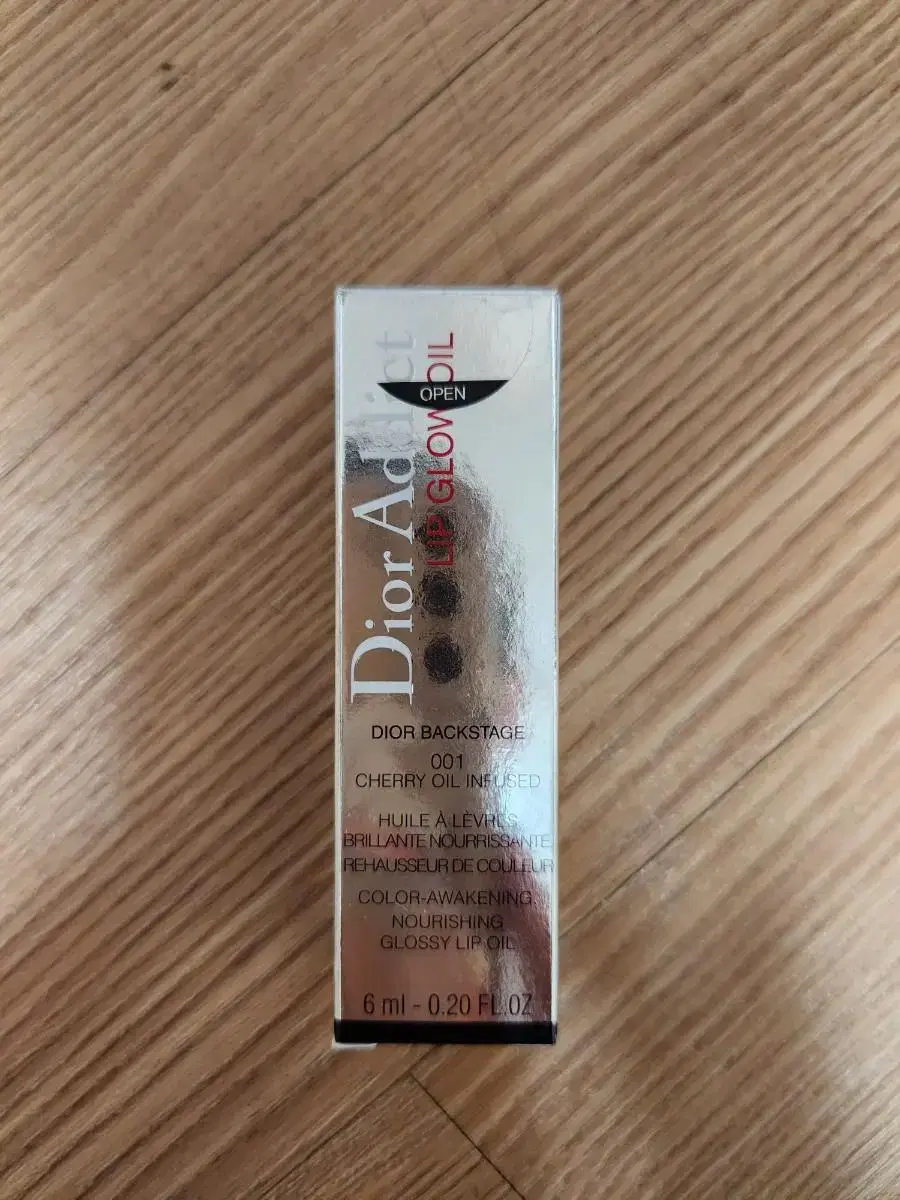 OPEN
Dior Addict
LIP GLOW OIL
DIOR BACKSTAGE
001
CHERRY OIL INFUSED
HUILE À LÈVRES
BRILLANTE NOURRISSANTE
REHAUSSEUR DE COULEUR
COLOR-AWAKENING
NOURISHING
GLOSSY LIP OIL
6 ml - 0.20 FL.OZ